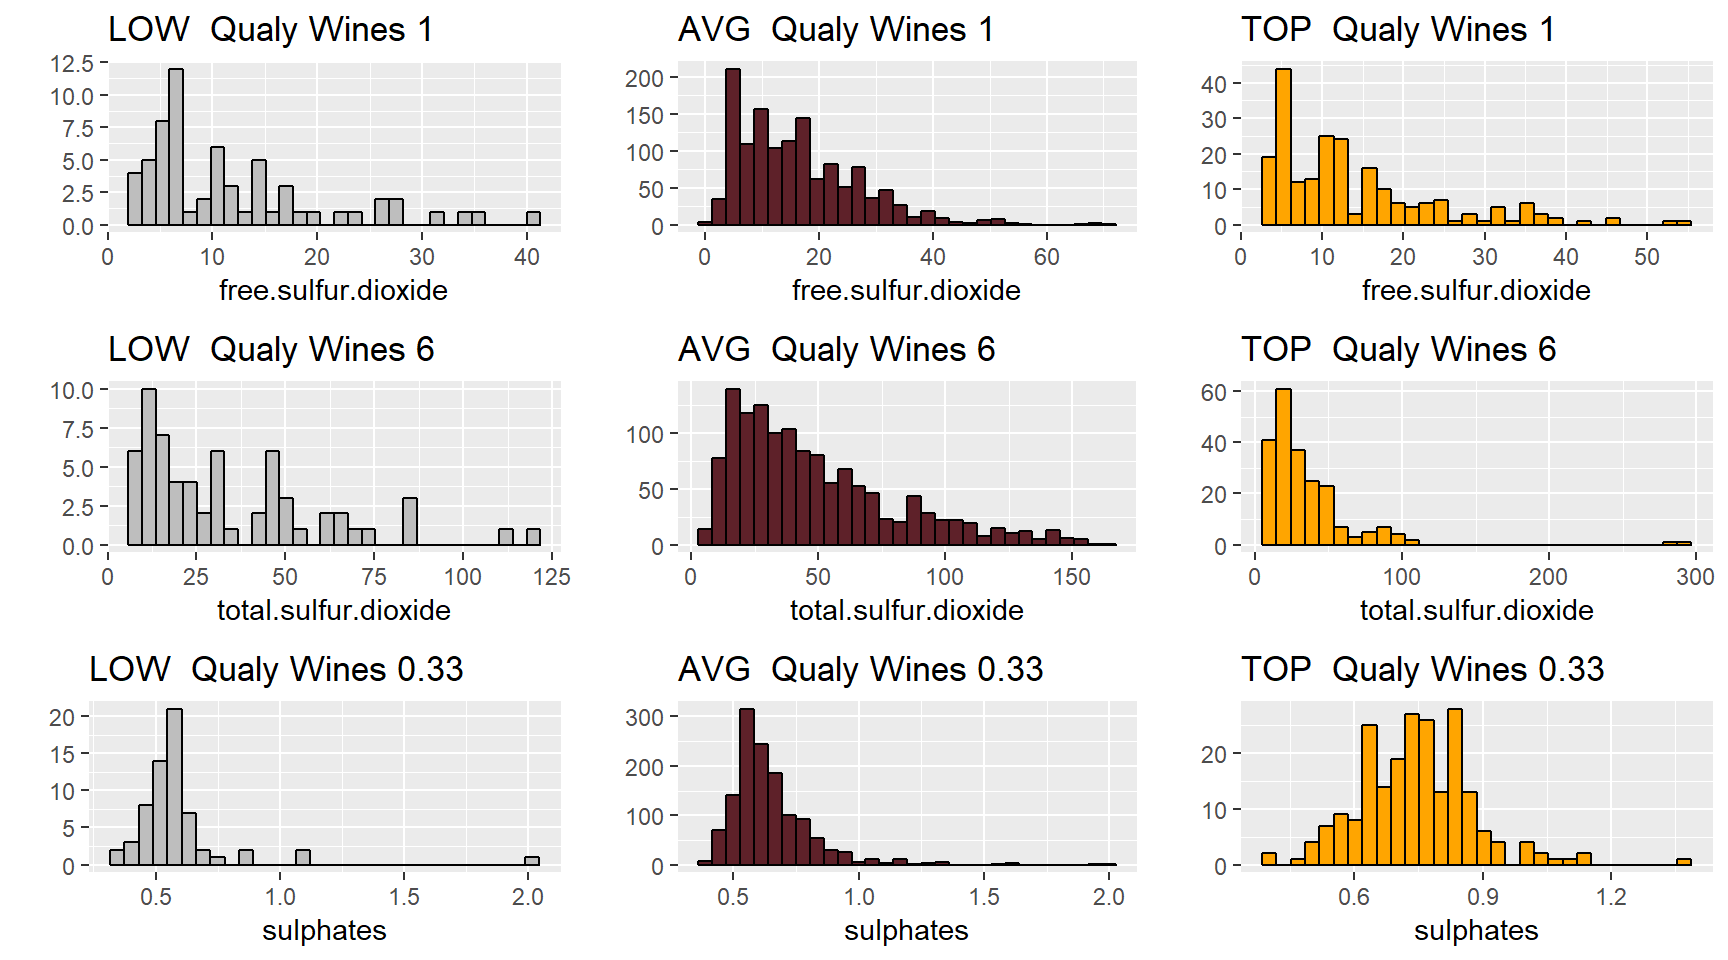 LOW  Qualy Wines 1
12.5
10.0
7.5
5.0
2.5
0.0
0 10 20 30 40
free.sulfur.dioxide
AVG  Qualy Wines 1
200
150
100
50
0
0 20 40 60
free.sulfur.dioxide
TOP  Qualy Wines 1
40
30
20
10
0
0 10 20 30 40 50
free.sulfur.dioxide
LOW  Qualy Wines 6
10.0
7.5
5.0
2.5
0.0
0 25 50 75 100 125
total.sulfur.dioxide
AVG  Qualy Wines 6
100
50
0
0 50 100 150
total.sulfur.dioxide
TOP  Qualy Wines 6
60
40
20
0
0 100 200 300
total.sulfur.dioxide
LOW  Qualy Wines 0.33
20
15
10
5
0
0.5 1.0 1.5 2.0
sulphates
AVG  Qualy Wines 0.33
300
200
100
0
0.5 1.0 1.5 2.0
sulphates
TOP  Qualy Wines 0.33
20
10
0
0.6 0.9 1.2
sulphates